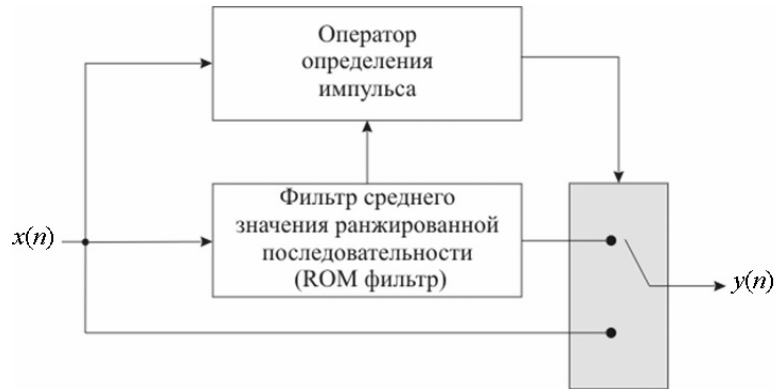 Оператор
определения
импульса
Фильтр среднего
значения ранжированной
последовательности
(ROM фильтр)
x(n)
y(n)